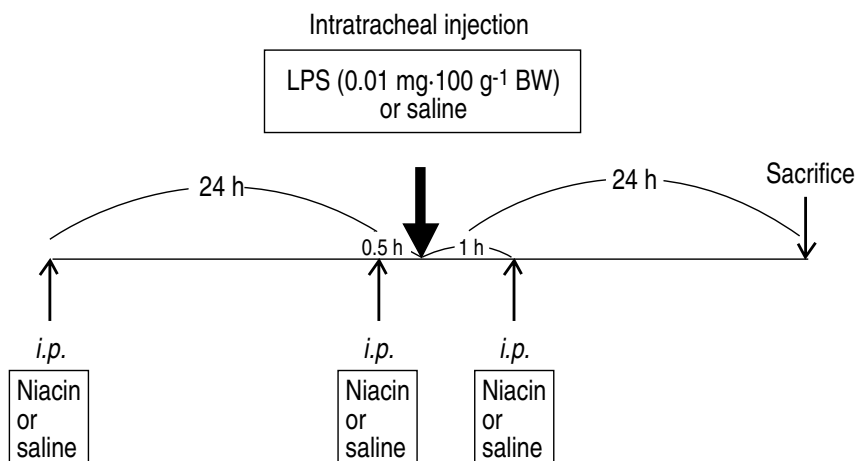 Intratracheal injection
LPS (0.01 mg·100 g-1 BW)
or saline
24 h
24 h
Sacrifice
0.5 h
1 h
i.p.
i.p.
i.p.
Niacin
or
saline
Niacin
or
saline
Niacin
or
saline